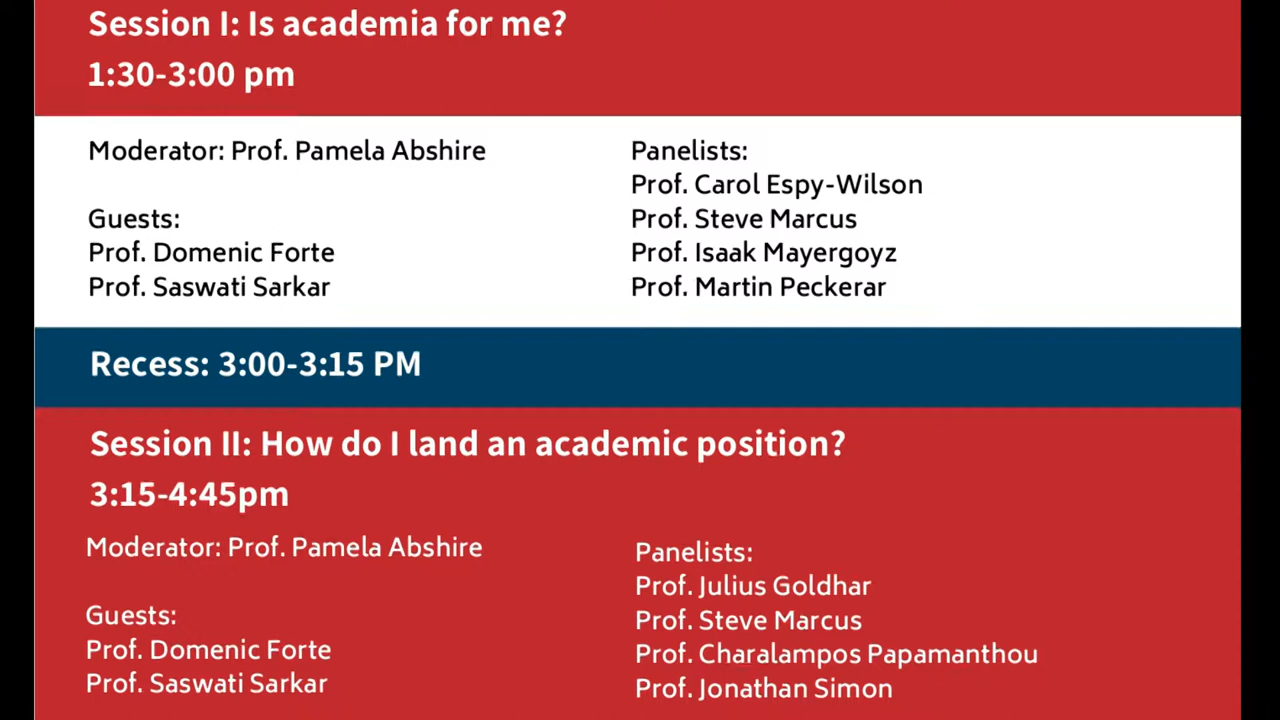 Session I: Is academia for me?
1:30-3:00 pm
Moderator: Prof. Pamela Abshire
Guests:
Prof. Domenic Forte
Prof. Saswati Sarkar
Panelists:
Prof. Carol Espy-Wilson
Prof. Steve Marcus
Prof. Isaak Mayergoyz
Prof. Martin Peckerar
Recess: 3:00-3:15 PM
Session II: How do I land an academic position?
3:15-4:45pm
Moderator: Prof. Pamela Abshire
Guests:
Prof. Domenic Forte
Prof. Saswati Sarkar
Panelists:
Prof. Julius Goldhar
Prof. Steve Marcus
Prof. Charalampos Papamanthou
Prof. Jonathan Simon